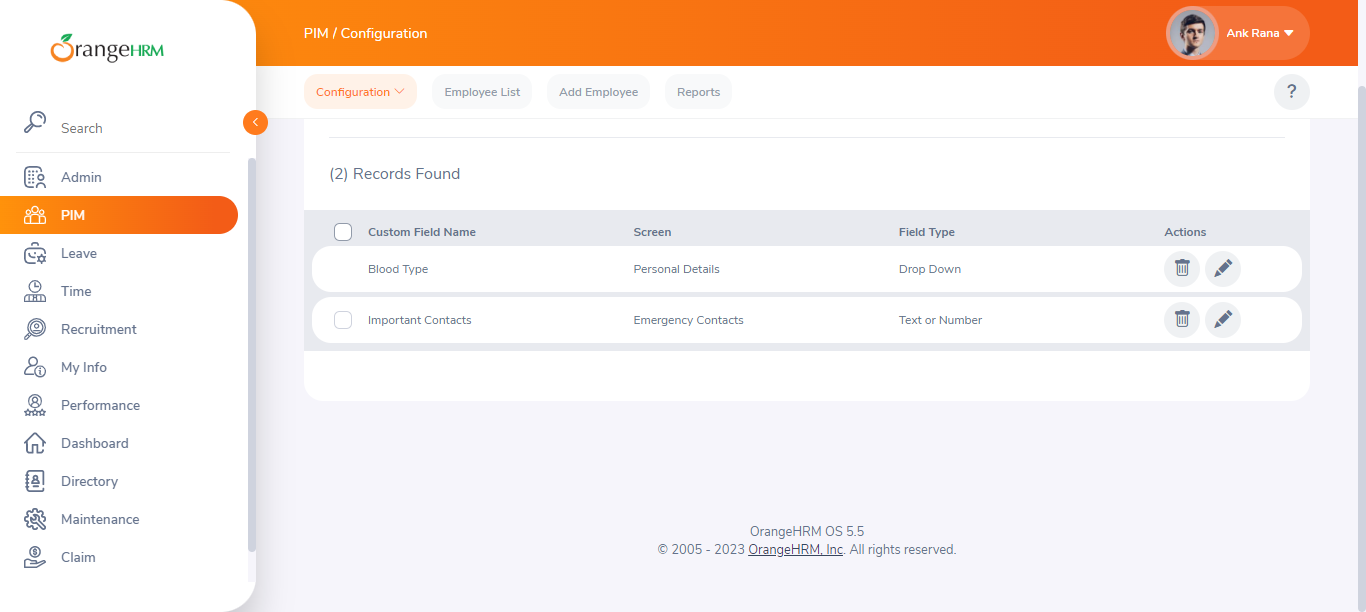 OrangeHRM
PIM / Configuration
Ank Rana
Configuration
Employee List
Add Employee
Reports
?
Search
Admin
PIM
Leave
Time
Recruitment
My Info
Performance
Dashboard
Directory
Maintenance
Claim
(2) Records Found
Custom Field Name Screen Field Type Actions
Blood Type Personal Details Drop Down
Important Contacts Emergency Contacts Text or Number
OrangeHRM OS 5.5
© 2005 - 2023 OrangeHRM, Inc. All rights reserved.